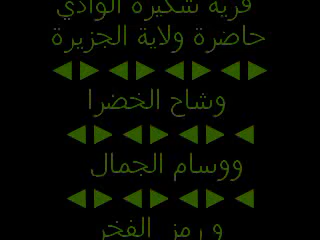 قرية شكيرة الوادي
حاضرة ولاية الجزيرة
وشاح الخضرا
ووسام الجمال
ورمز الفخر